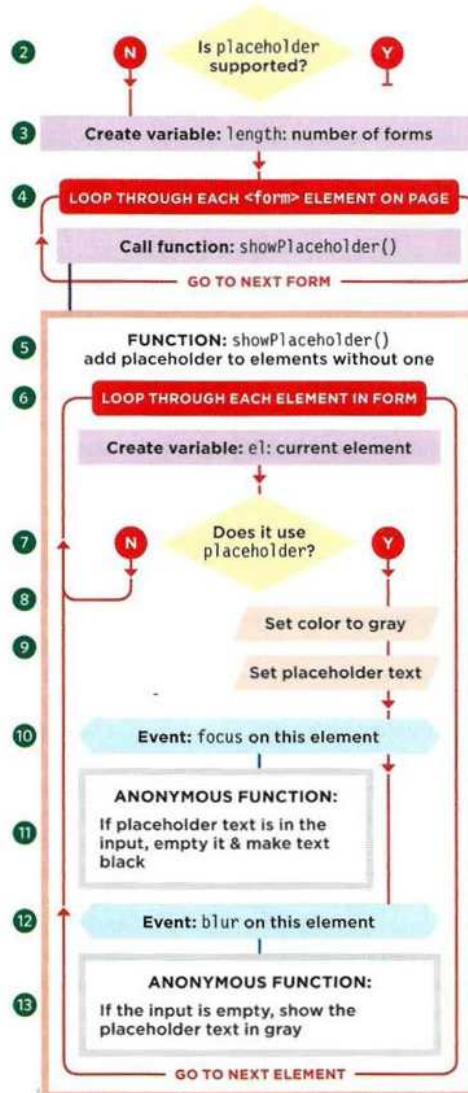 2
N
Is placeholder
supported?
Y
3
Create variable: length: number of forms
4
LOOP THROUGH EACH <form> ELEMENT ON PAGE
Call function: showPlaceholder()
GO TO NEXT FORM
5
FUNCTION: showPlaceholder()
add placeholder to elements without one
6
LOOP THROUGH EACH ELEMENT IN FORM
Create variable: el: current element
7
N
Does it use
placeholder?
Y
8
Set color to gray
9
Set placeholder text
10
Event: focus on this element
11
ANONYMOUS FUNCTION:
If placeholder text is in the
input, empty it & make text
black
12
Event: blur on this element
13
ANONYMOUS FUNCTION:
If the input is empty, show the
placeholder text in gray
GO TO NEXT ELEMENT